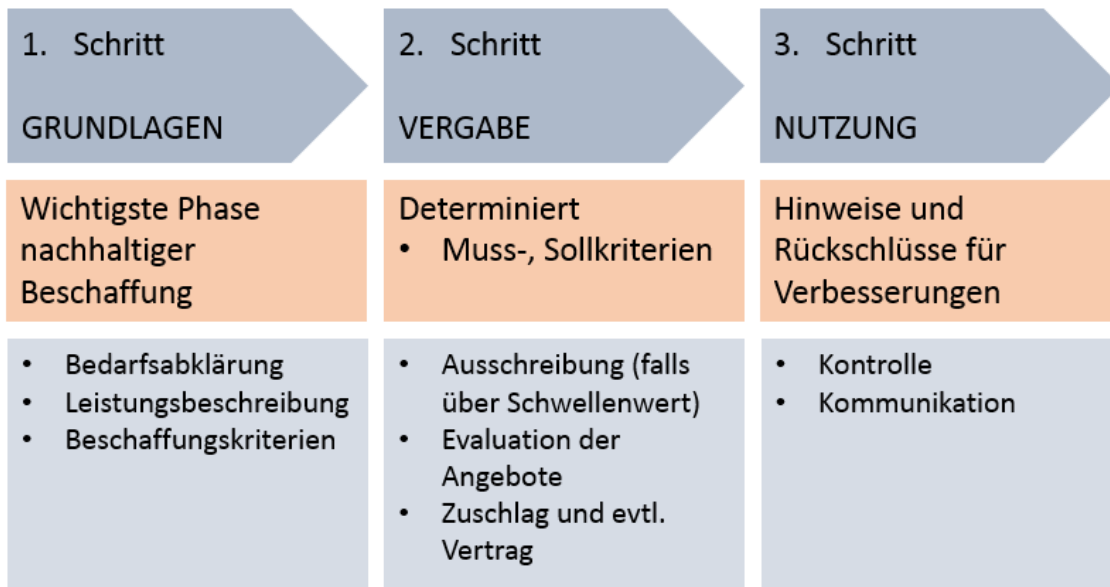 1. Schritt
GRUNDLAGEN
Wichtigste Phase
nachhaltiger
Beschaffung
• Bedarfsabklärung
• Leistungsbeschreibung
• Beschaffungskriterien
2. Schritt
VERGABE
Determiniert
• Muss-, Sollkriterien
• Ausschreibung (falls
über Schwellenwert)
• Evaluation der
Angebote
• Zuschlag und evtl.
Vertrag
3. Schritt
NUTZUNG
Hinweise und
Rückschlüsse für
Verbesserungen
• Kontrolle
• Kommunikation